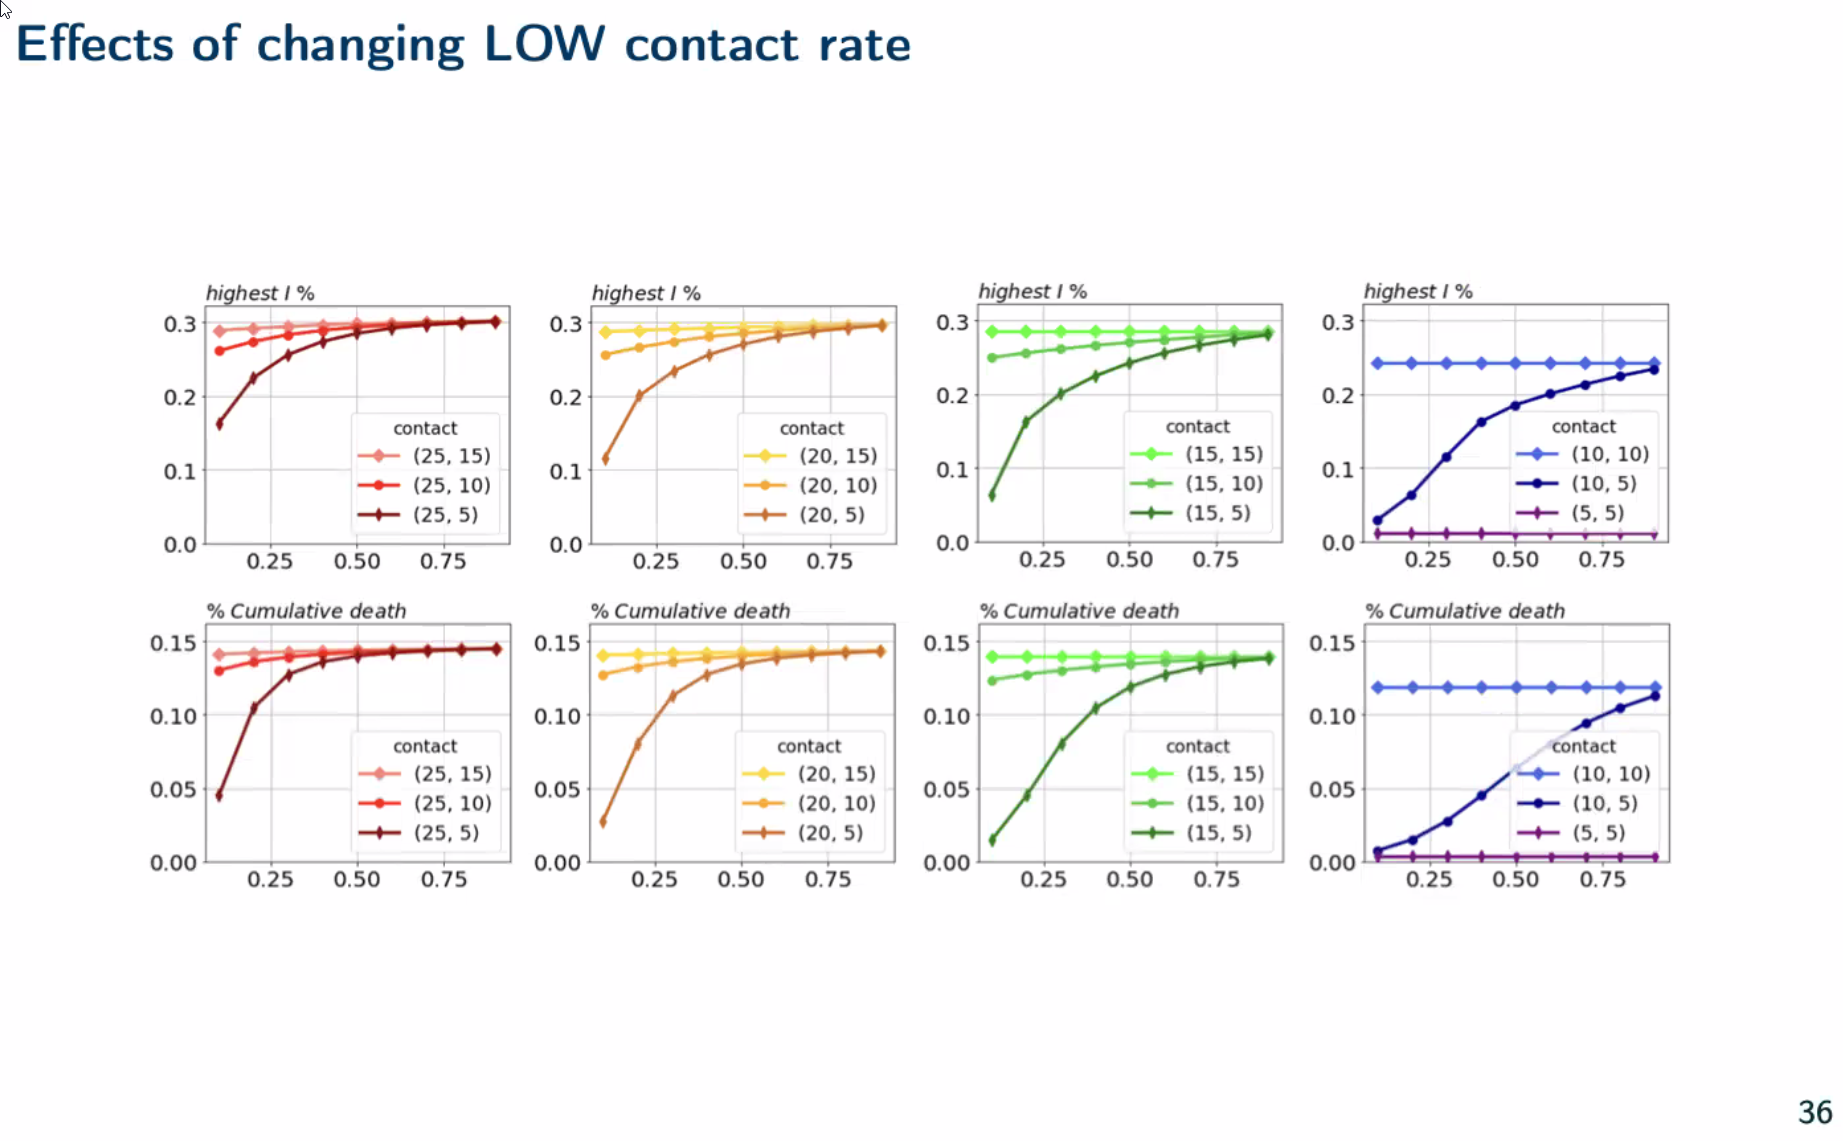 Effects of changing LOW contact rate
highest I %
0.3
0.2
0.1
0.0
0.25 0.50 0.75
contact
(25, 15)
(25, 10)
(25, 5)
highest I %
0.3
0.2
0.1
0.0
0.25 0.50 0.75
contact
(20, 15)
(20, 10)
(20, 5)
highest I %
0.3
0.2
0.1
0.0
0.25 0.50 0.75
contact
(15, 15)
(15, 10)
(15, 5)
highest I %
0.3
0.2
0.1
0.0
0.25 0.50 0.75
contact
(10, 10)
(10, 5)
(5, 5)
% Cumulative death
0.15
0.10
0.05
0.00
0.25 0.50 0.75
contact
(25, 15)
(25, 10)
(25, 5)
% Cumulative death
0.15
0.10
0.05
0.00
0.25 0.50 0.75
contact
(20, 15)
(20, 10)
(20, 5)
% Cumulative death
0.15
0.10
0.05
0.00
0.25 0.50 0.75
contact
(15, 15)
(15, 10)
(15, 5)
% Cumulative death
0.15
0.10
0.05
0.00
0.25 0.50 0.75
contact
(10, 10)
(10, 5)
(5, 5)
36